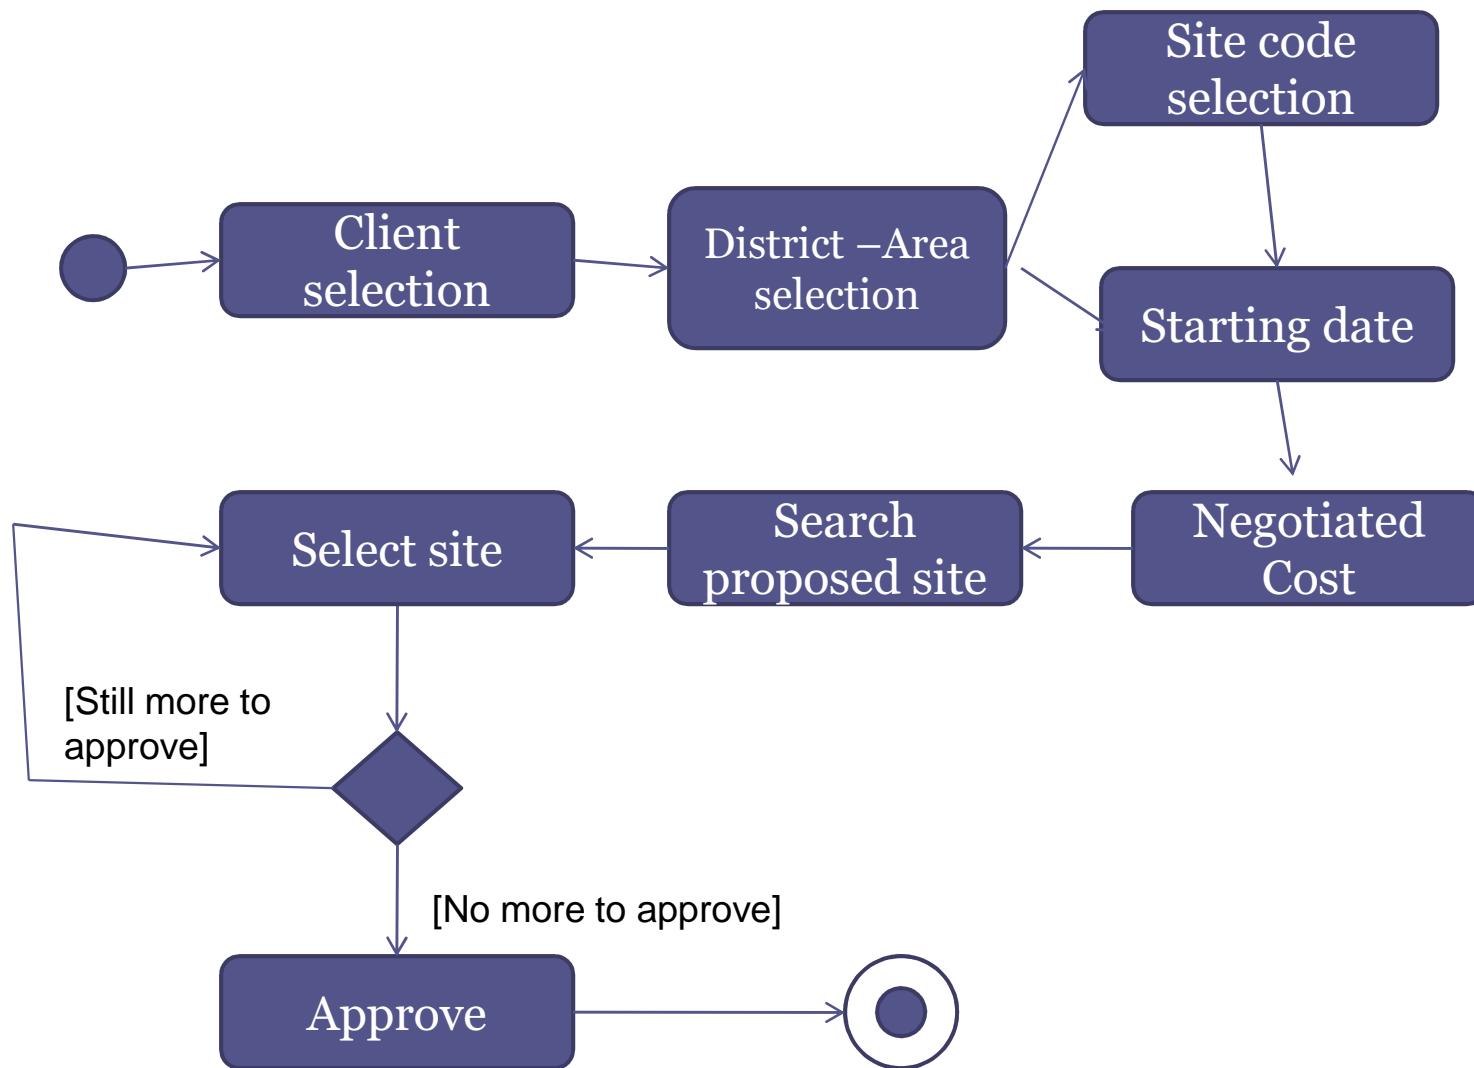 Site code
selection
Client
selection
District –Area
selection
Starting date
Select site
Search
proposed site
Negotiated
Cost
[Still more to
approve]
[No more to approve]
Approve